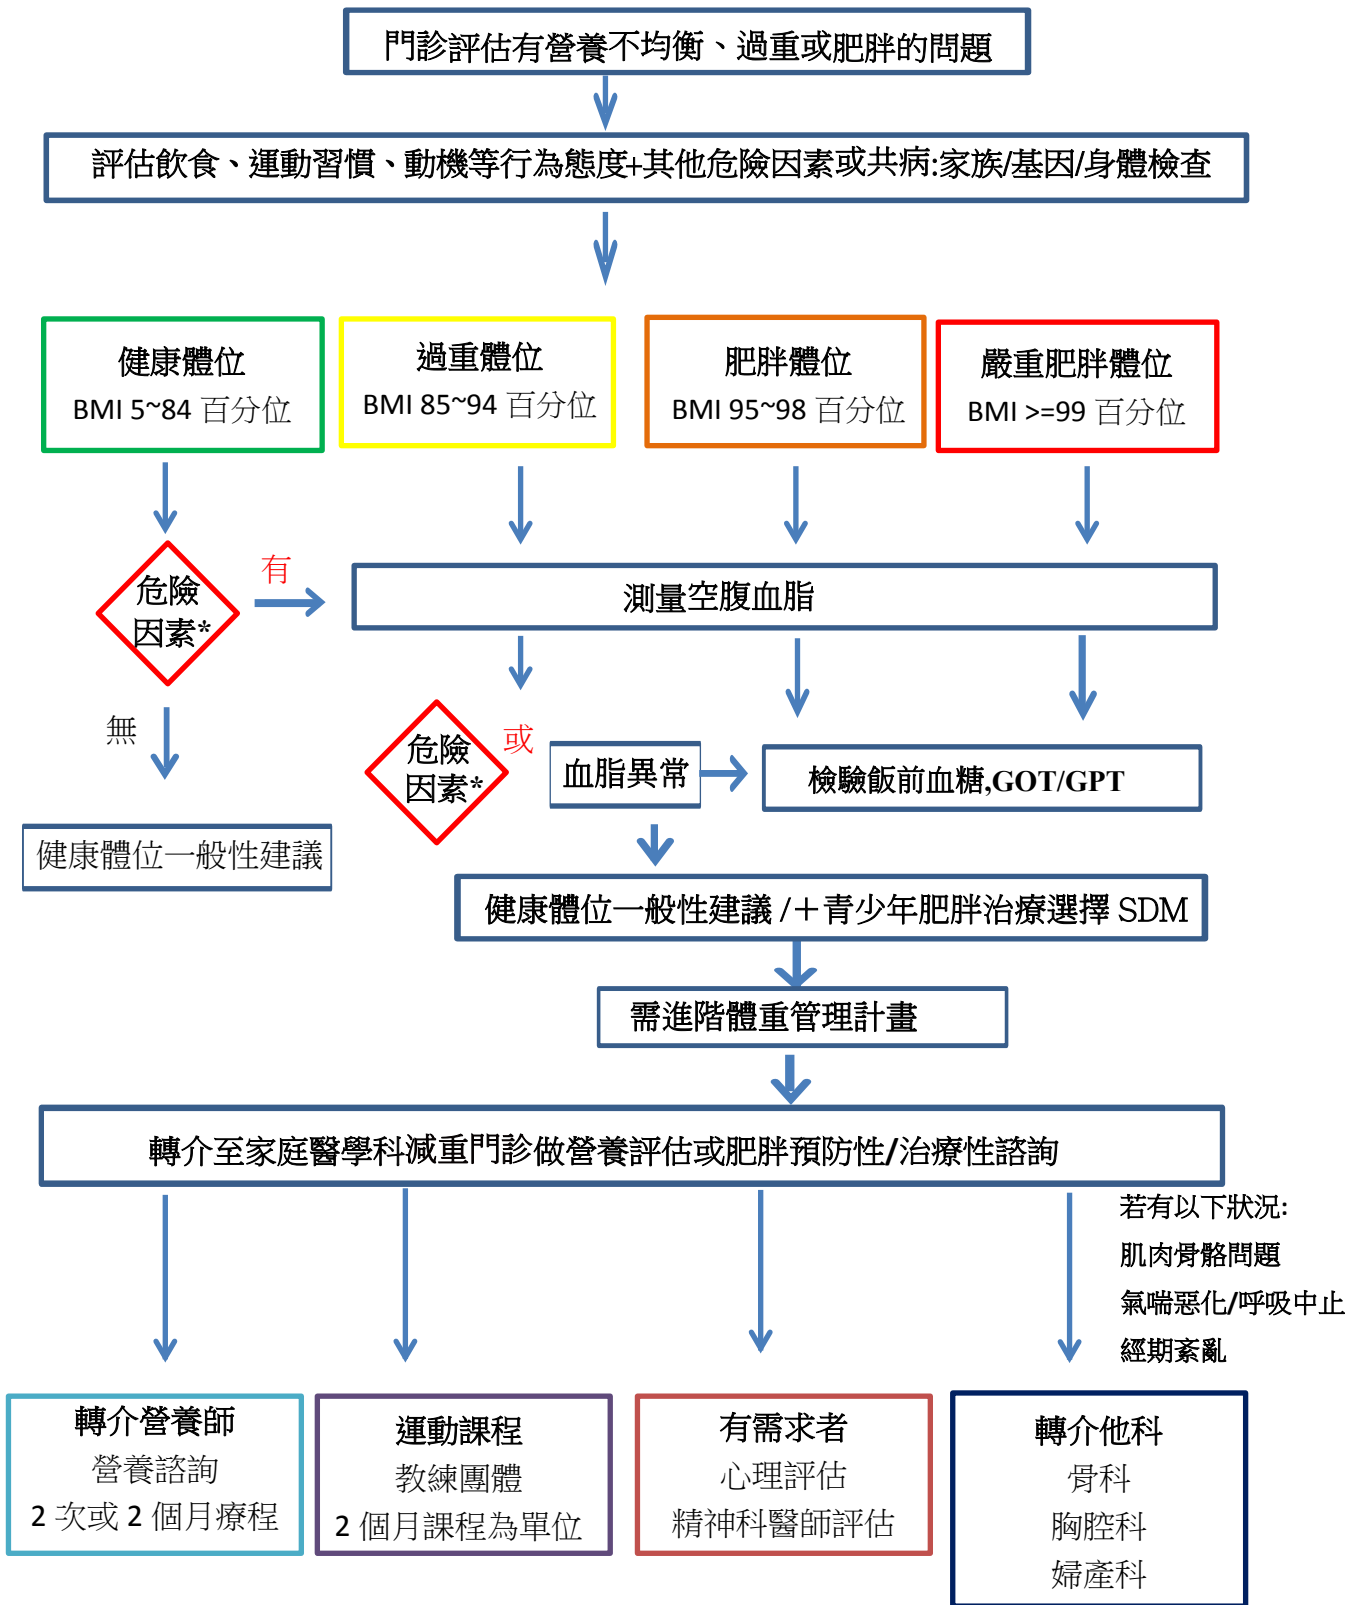 門診評估有營養不均衡、過重或肥胖的問題
評估飲食、運動習慣、動機等行為態度+其他危險因素或共病:家族/基因/身體檢查
健康體位
BMI 5~84 百分位
過重體位
BMI 85~94 百分位
肥胖體位
BMI 95~98 百分位
嚴重肥胖體位
BMI >=99 百分位
危險
因素*
有
測量空腹血脂
無
危險
因素*
或
血脂異常
檢驗飯前血糖,GOT/GPT
健康體位一般性建議
健康體位一般性建議 /＋青少年肥胖治療選擇 SDM
需進階體重管理計畫
轉介至家庭醫學科減重門診做營養評估或肥胖預防性/治療性諮詢
若有以下狀況:
肌肉骨骼問題
氣喘惡化/呼吸中止
經期紊亂
轉介營養師
營養諮詢
2 次或 2 個月療程
運動課程
教練團體
2 個月課程為單位
有需求者
心理評估
精神科醫師評估
轉介他科
骨科
胸腔科
婦產科